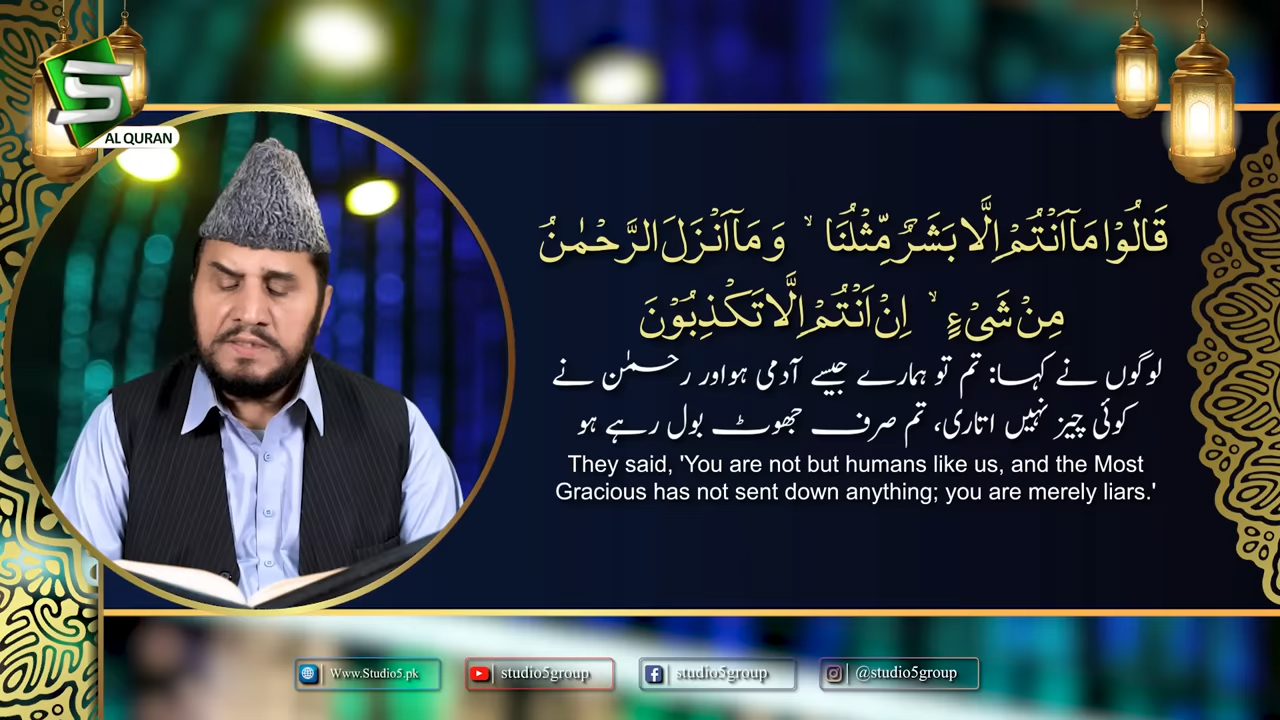 S
AL QURAN
قَالُوْا مَاۤ اَنْتُمْ اِلَّا بَشَرٌ مِّثْلُنَا ۙ وَ مَاۤ اَنْزَلَ الرَّحْمٰنُ
مِنْ شَیْءٍ ۙ اِنْ اَنْتُمْ اِلَّا تَكْذِبُوْنَ
لوگوں نے کہا: تم تو ہمارے جیسے آدمی ہو اور رحمٰن نے
کوئی چیز نہیں اتاری، تم صرف جھوٹ بول رہے ہو
They said, 'You are not but humans like us, and the Most
Gracious has not sent down anything; you are merely liars.'
Www.Studio5.pk
studio5group
studio5group
@studio5group